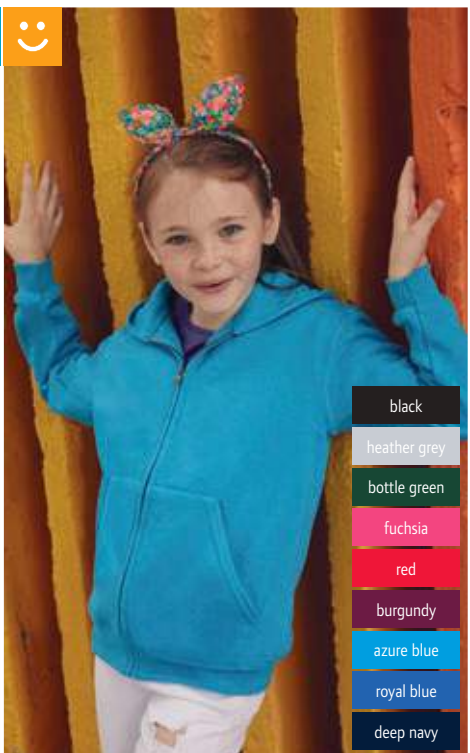 black
heather grey
bottle green
fuchsia
red
burgundy
azure blue
royal blue
deep navy